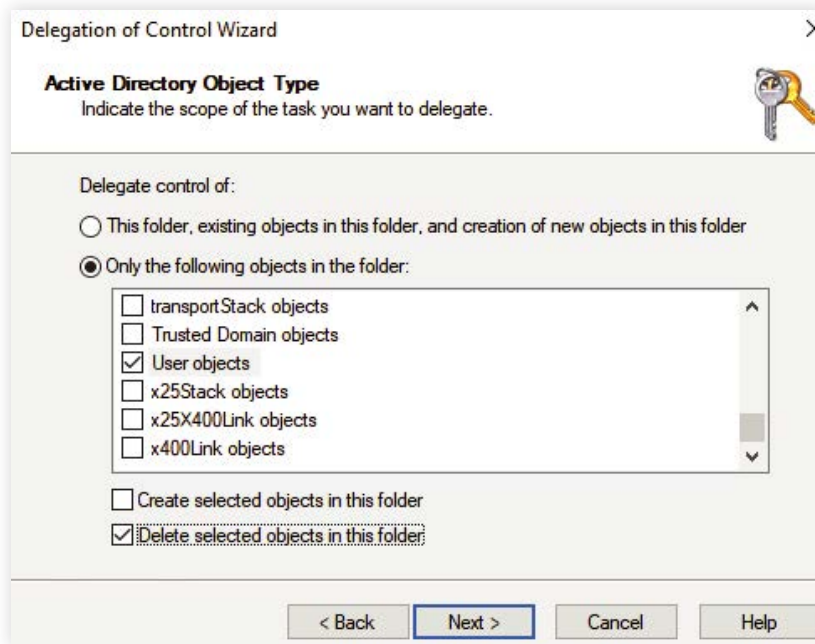 Delegation of Control Wizard
Active Directory Object Type
Indicate the scope of the task you want to delegate.
Delegate control of:
This folder, existing objects in this folder, and creation of new objects in this folder
Only the following objects in the folder:
transportStack objects
Trusted Domain objects
User objects
x25Stack objects
x25X400Link objects
x400Link objects
Create selected objects in this folder
Delete selected objects in this folder
< Back Next > Cancel Help